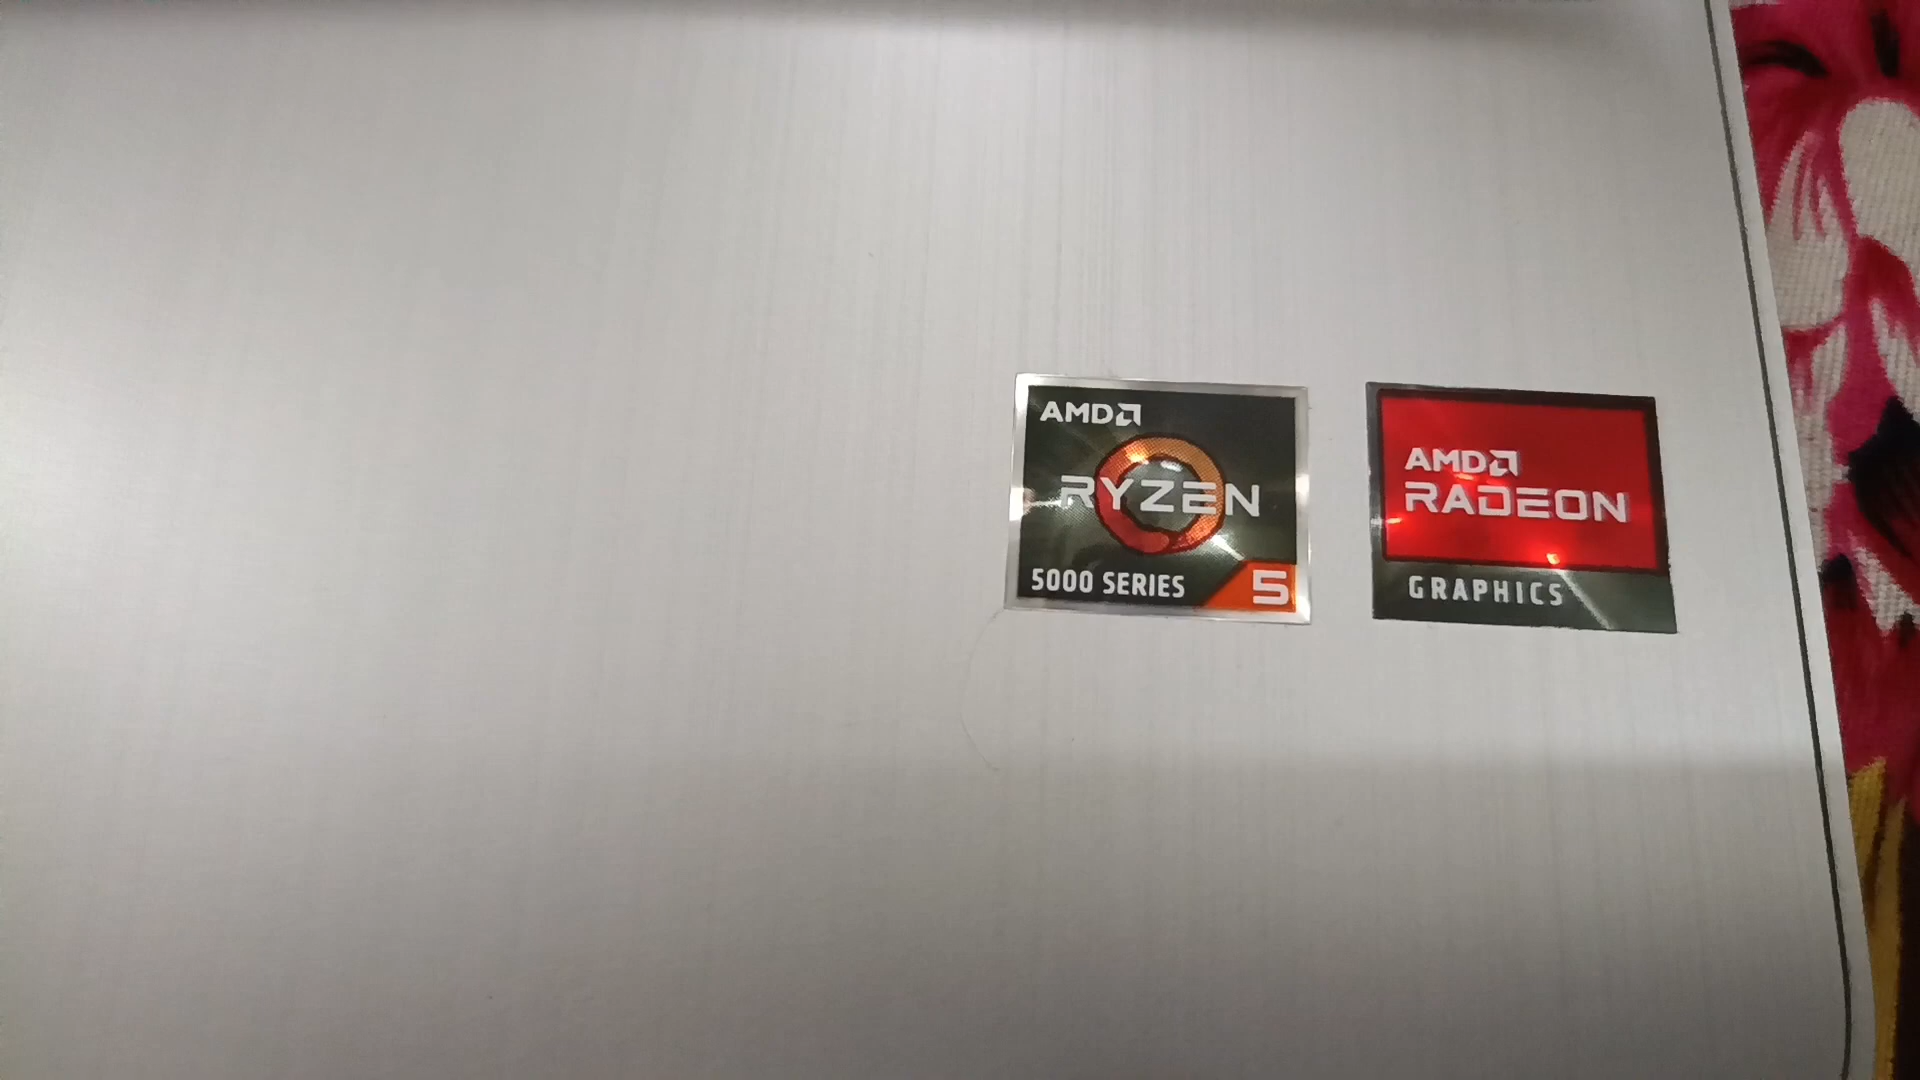 AMD
RYZEN
5000 SERIES 5
AMD
RADEON
GRAPHICS